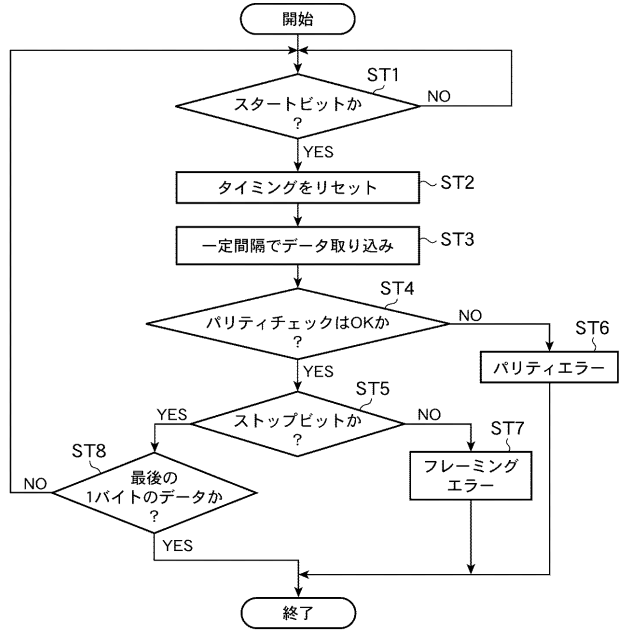 開始
ST1
スタートビットか
?
NO
YES
タイミングをリセット
ST2
一定間隔でデータ取り込み
ST3
ST4
パリティチェックはOKか
?
NO
YES
ST6
パリティエラー
ST5
ストップビットか
?
YES
NO
ST7
フレーミング
エラー
ST8
最後の
1バイトのデータか
?
NO
YES
終了